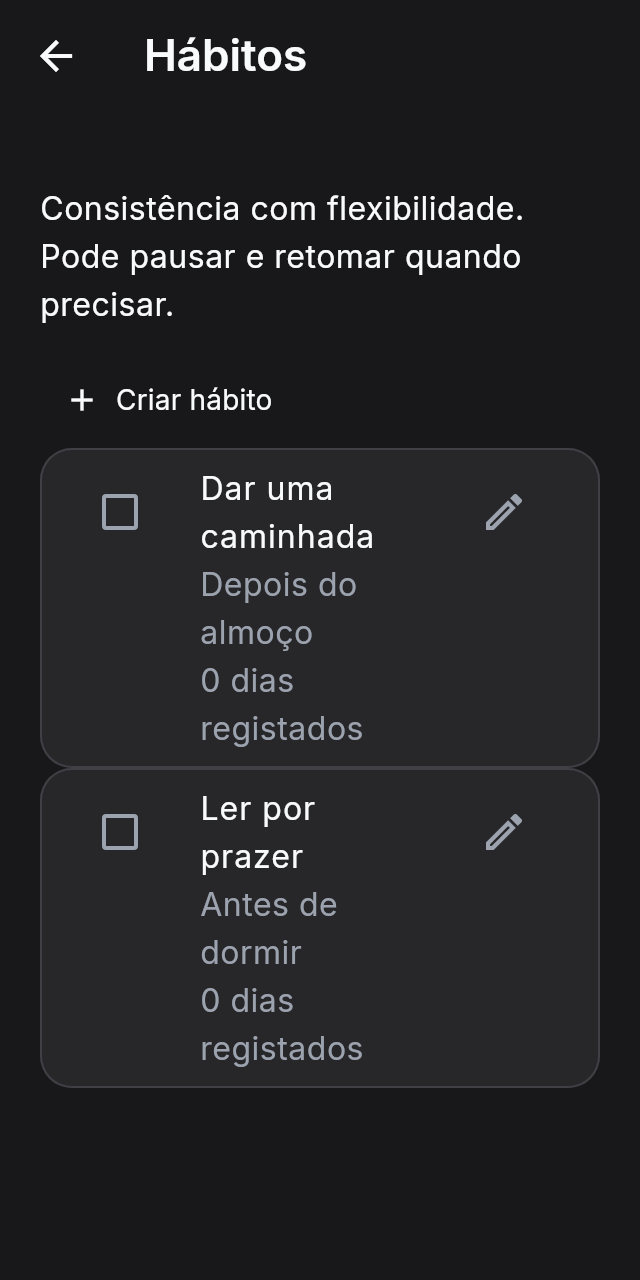 Hábitos
Consistência com flexibilidade.
Pode pausar e retomar quando
precisar.
Criar hábito
Dar uma
caminhada
Depois do
almoço
0 dias
registados
Ler por
prazer
Antes de
dormir
0 dias
registados